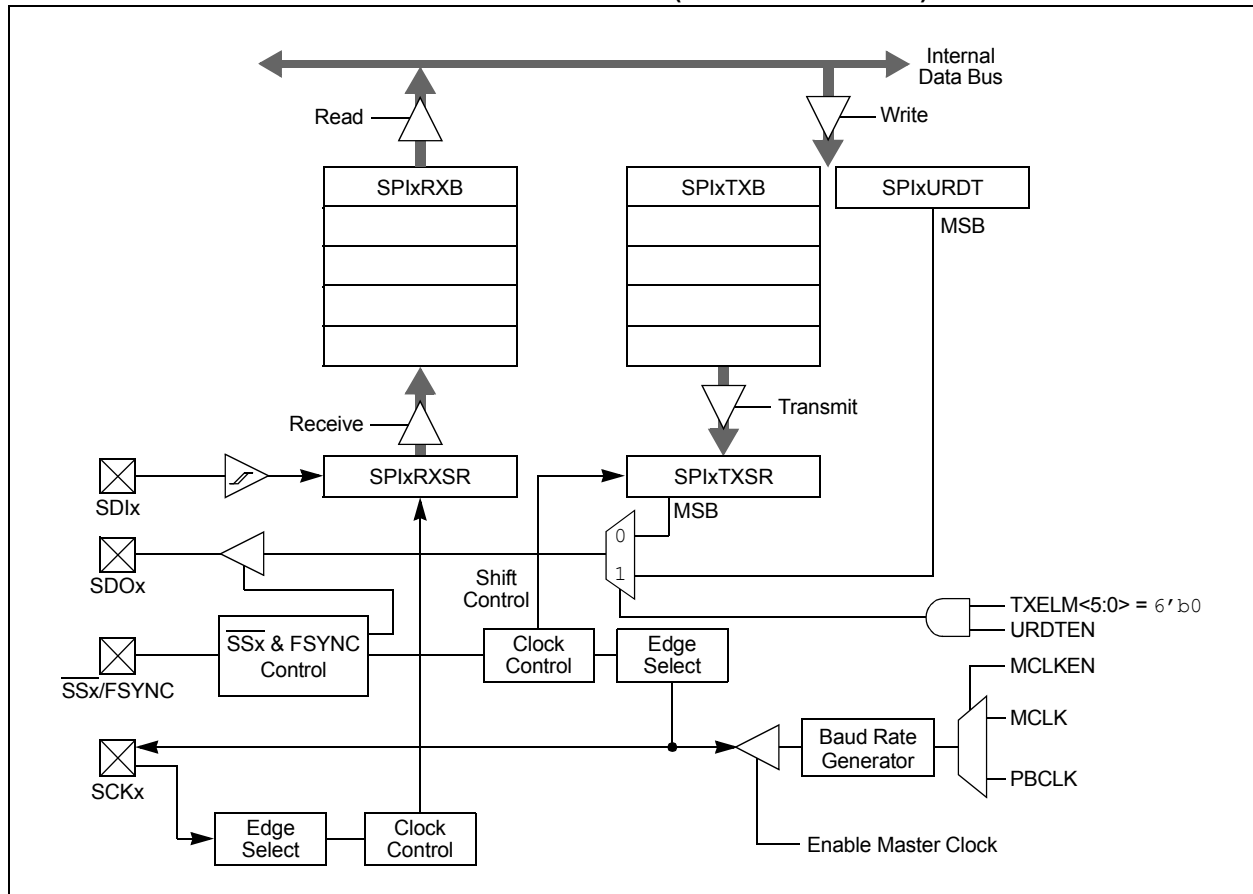 Internal
Data Bus
Read
Write
SPIxRXB
SPIxTXB
SPIxURDT
MSB
Receive
Transmit
SPIxRXSR
SPIxTXSR
SDIx
MSB
0
SDOx
1
Shift
Control
TXELM<5:0> = 6'b0
URDTEN
SSx & FSYNC
Control
Clock
Control
Edge
Select
SSx/FSYNC
MCLKEN
MCLK
Baud Rate
Generator
PBCLK
SCKx
Edge
Select
Clock
Control
Enable Master Clock